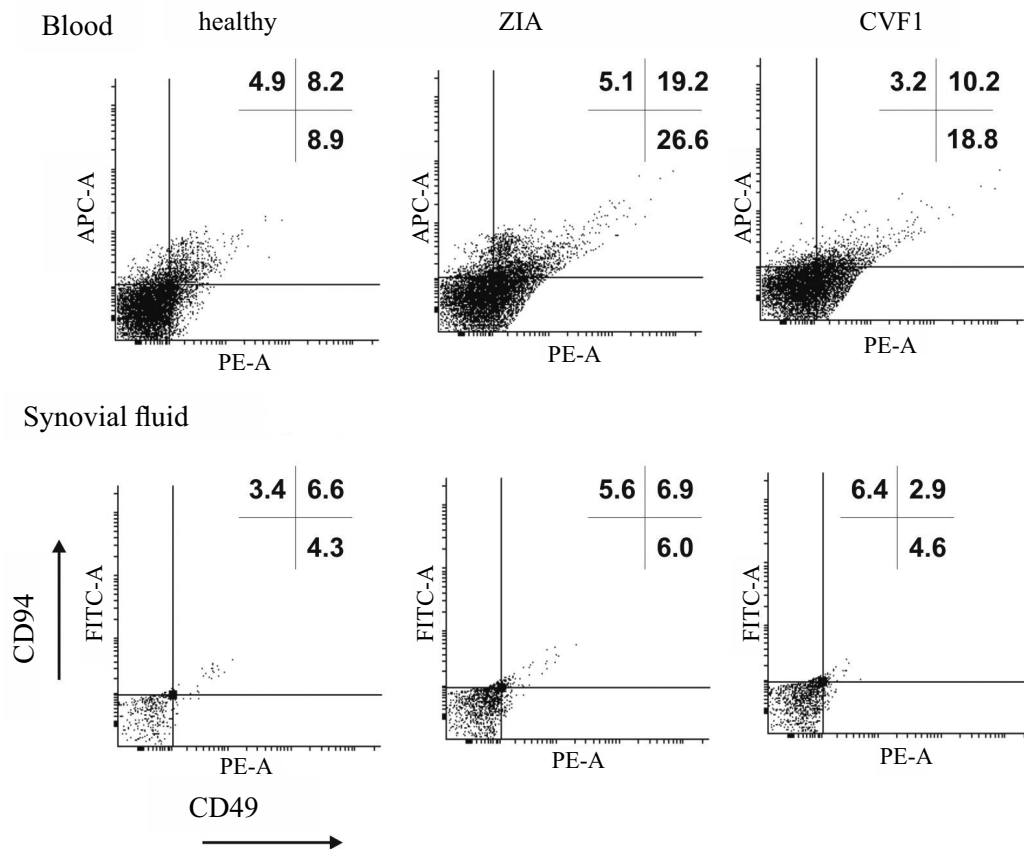 Blood healthy ZIA CVF1
4.9 8.2
8.9
5.1 19.2
26.6
3.2 10.2
18.8
APC-A
APC-A
APC-A
PE-A
PE-A
PE-A
Synovial fluid
3.4 6.6
4.3
5.6 6.9
6.0
6.4 2.9
4.6
CD94
FITC-A
FITC-A
FITC-A
PE-A
PE-A
PE-A
CD49